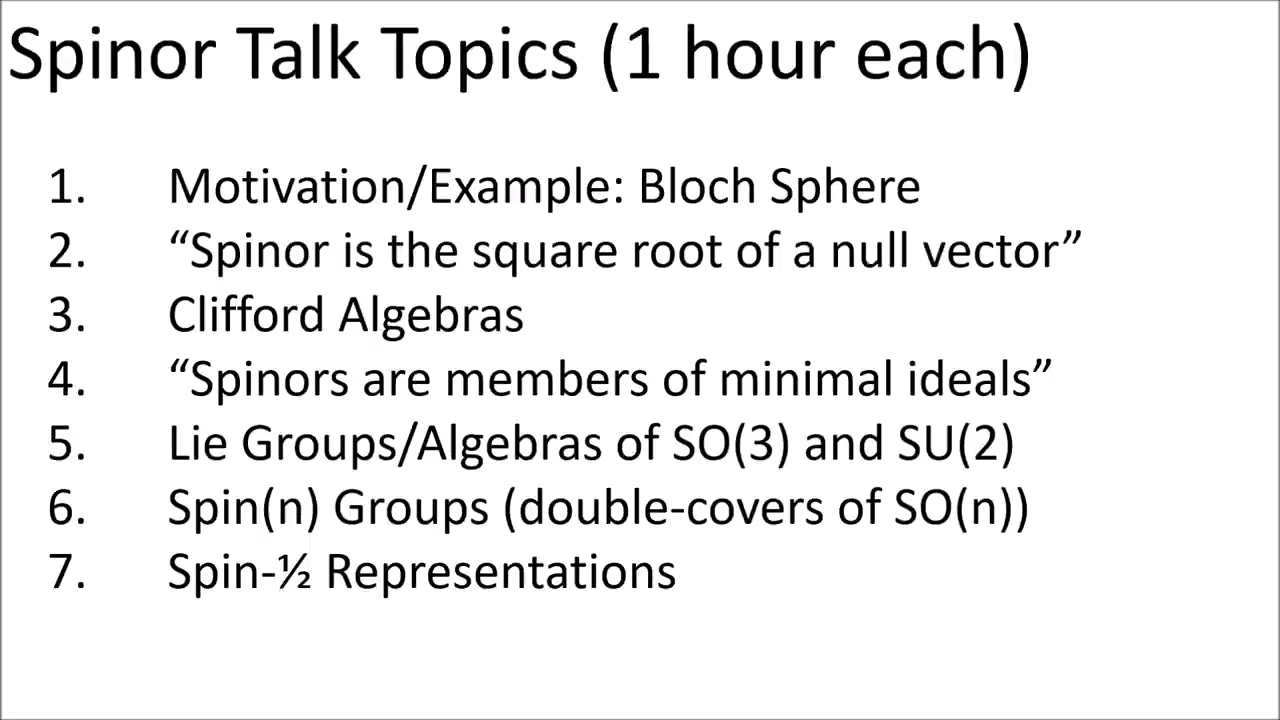 Spinor Talk Topics (1 hour each)
1. Motivation/Example: Bloch Sphere
2. “Spinor is the square root of a null vector”
3. Clifford Algebras
4. “Spinors are members of minimal ideals”
5. Lie Groups/Algebras of SO(3) and SU(2)
6. Spin(n) Groups (double-covers of SO(n))
7. Spin-½ Representations